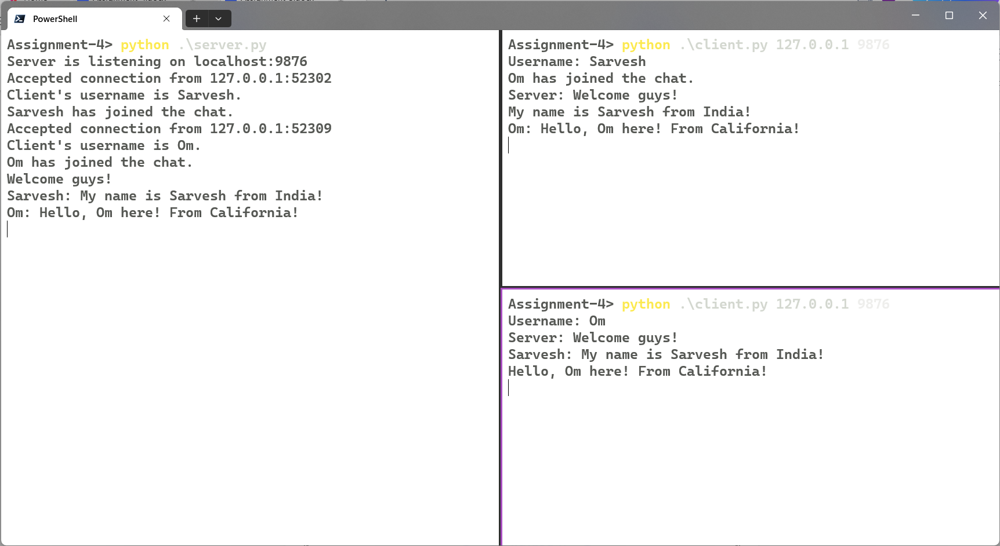 PowerShell
Assignment-4> python .\server.py
Server is listening on localhost:9876
Accepted connection from 127.0.0.1:52302
Client's username is Sarvesh.
Sarvesh has joined the chat.
Accepted connection from 127.0.0.1:52309
Client's username is Om.
Om has joined the chat.
Welcome guys!
Sarvesh: My name is Sarvesh from India!
Om: Hello, Om here! From California!
Assignment-4> python .\client.py 127.0.0.1 9876
Username: Sarvesh
Om has joined the chat.
Server: Welcome guys!
My name is Sarvesh from India!
Om: Hello, Om here! From California!
Assignment-4> python .\client.py 127.0.0.1 9876
Username: Om
Server: Welcome guys!
Sarvesh: My name is Sarvesh from India!
Hello, Om here! From California!